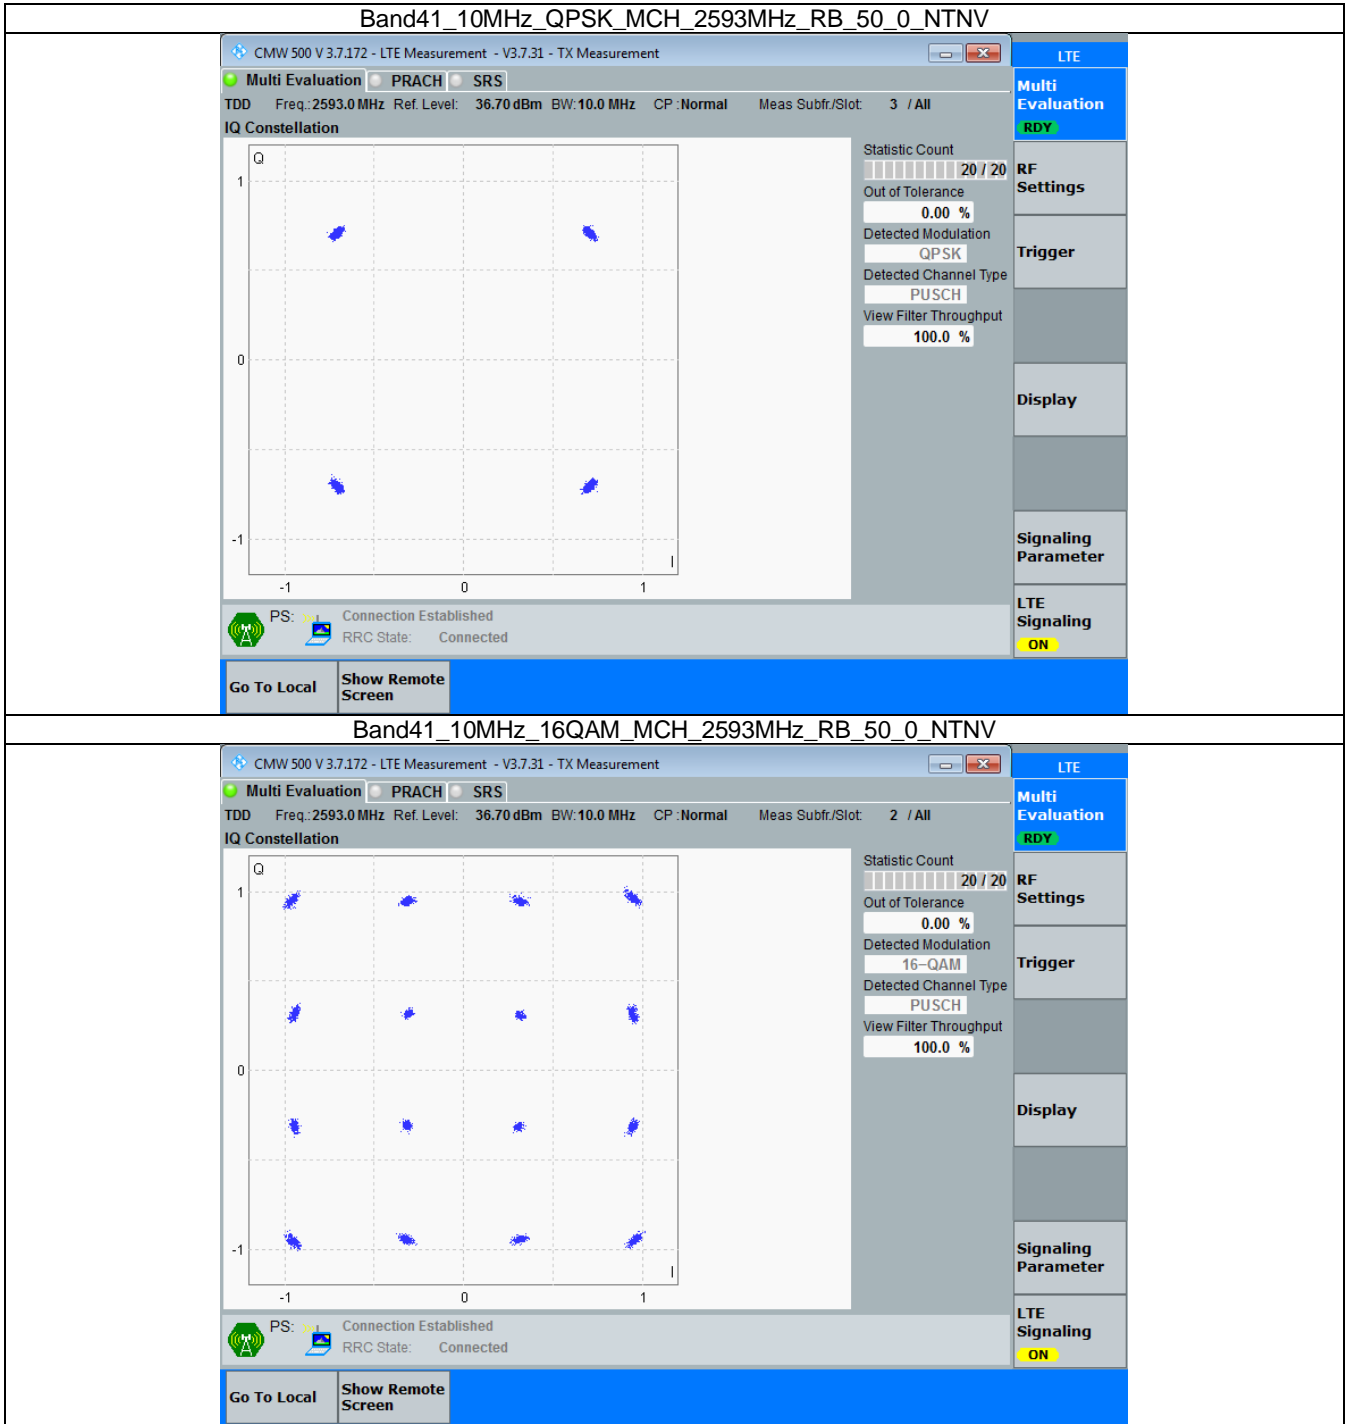 Band41_10MHz_QPSK_MCH_2593MHz_RB_50_0_NTNV
CMW 500 V 3.7.172 - LTE Measurement - V3.7.31 - TX Measurement
LTE
Multi Evaluation PRACH SRS
TDD Freq.: 2593.0 MHz Ref. Level: 36.70 dBm BW: 10.0 MHz CP : Normal Meas Subfr./Slot: 3 / All
IQ Constellation
Multi
Evaluation
RDY
RF
Settings
Trigger
Display
Signaling
Parameter
LTE
Signaling
ON
Q
1
0
-1
I
-1 0 1
Statistic Count
20 / 20
Out of Tolerance
0.00 %
Detected Modulation
QPSK
Detected Channel Type
PUSCH
View Filter Throughput
100.0 %
PS: Connection Established
RRC State: Connected
Go To Local
Show Remote
Screen
Band41_10MHz_16QAM_MCH_2593MHz_RB_50_0_NTNV
CMW 500 V 3.7.172 - LTE Measurement - V3.7.31 - TX Measurement
LTE
Multi Evaluation PRACH SRS
TDD Freq.: 2593.0 MHz Ref. Level: 36.70 dBm BW: 10.0 MHz CP : Normal Meas Subfr./Slot: 2 / All
IQ Constellation
Multi
Evaluation
RDY
RF
Settings
Trigger
Display
Signaling
Parameter
LTE
Signaling
ON
Q
1
0
-1
I
-1 0 1
Statistic Count
20 / 20
Out of Tolerance
0.00 %
Detected Modulation
16-QAM
Detected Channel Type
PUSCH
View Filter Throughput
100.0 %
PS: Connection Established
RRC State: Connected
Go To Local
Show Remote
Screen